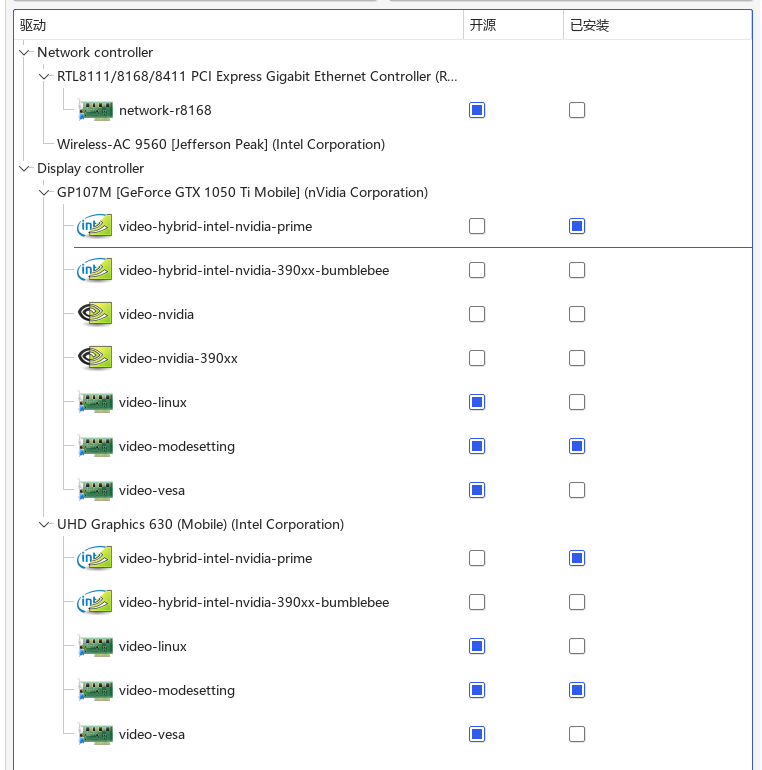 驱动 开源 已安装
Network controller
RTL8111/8168/8411 PCI Express Gigabit Ethernet Controller (R...
network-r8168
Wireless-AC 9560 [Jefferson Peak] (Intel Corporation)
Display controller
GP107M [GeForce GTX 1050 Ti Mobile] (nVidia Corporation)
video-hybrid-intel-nvidia-prime
video-hybrid-intel-nvidia-390xx-bumblebee
video-nvidia
video-nvidia-390xx
video-linux
video-modesetting
video-vesa
UHD Graphics 630 (Mobile) (Intel Corporation)
video-hybrid-intel-nvidia-prime
video-hybrid-intel-nvidia-390xx-bumblebee
video-linux
video-modesetting
video-vesa